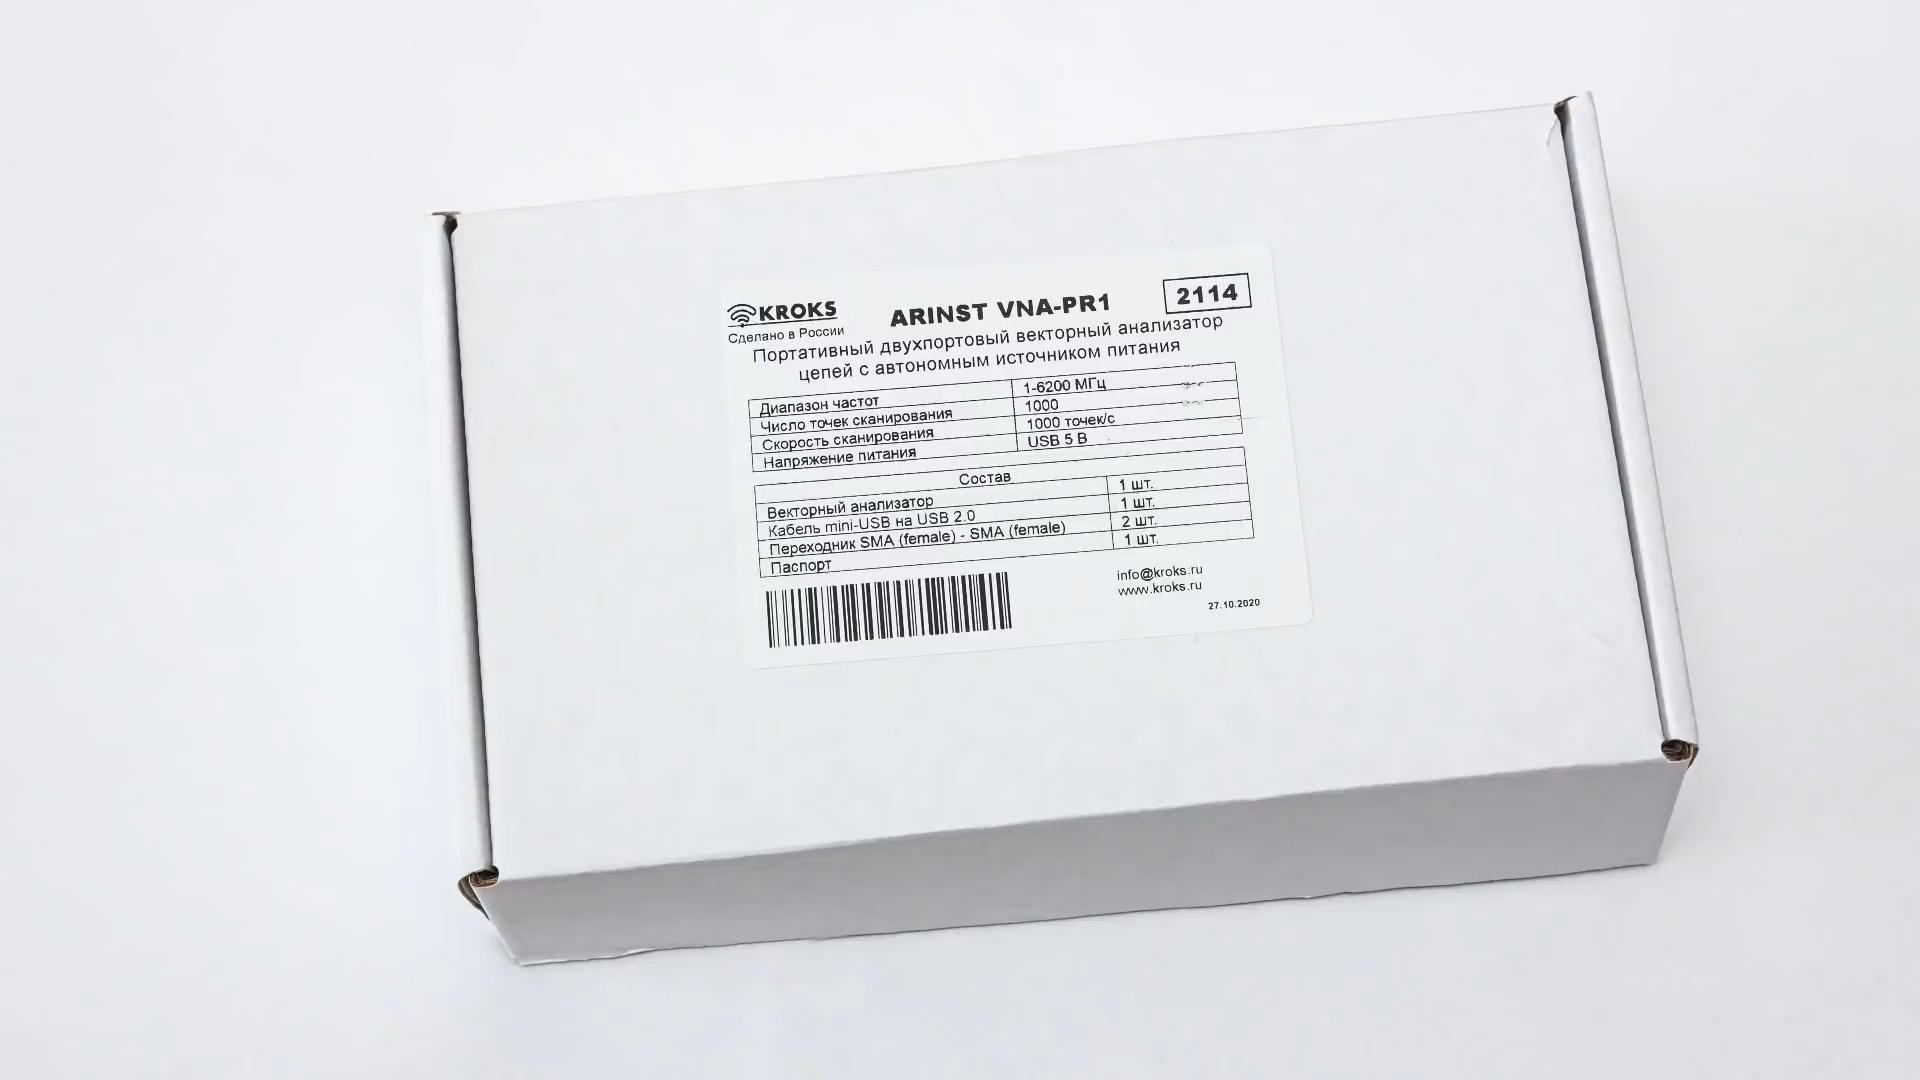 KROKS
Сделано в России
ARINST VNA-PR1
2114
Портативный двухпортовый векторный анализатор
цепей с автономным источником питания
Диапазон частот 1-6200 МГц
Число точек сканирования 1000
Скорость сканирования 1000 точек/с
Напряжение питания USB 5 В
Состав
Векторный анализатор 1 шт.
Кабель mini-USB на USB 2.0 1 шт.
Переходник SMA (female) - SMA (female) 2 шт.
Паспорт 1 шт.
info@kroks.ru
www.kroks.ru
27.10.2020